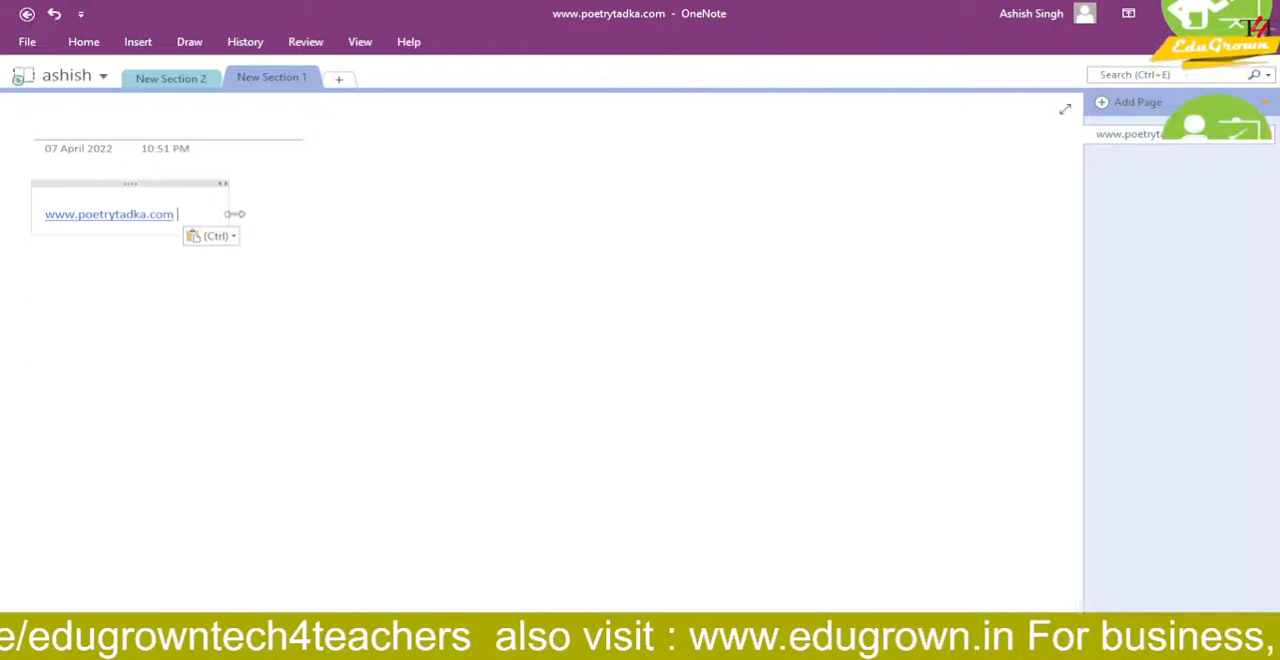 www.poetrytadka.com - OneNote
Ashish Singh
File Home Insert Draw History Review View Help
T4
EduGrown
ashish
New Section 2
New Section 1
Search (Ctrl+E)
Add Page
www.poetryta
07 April 2022 10:51 PM
www.poetrytadka.com
(Ctrl)
e/edugrowntech4teachers also visit : www.edugrown.in For business,